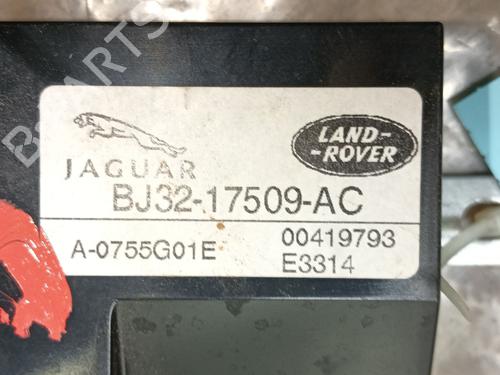 JAGUAR
LAND-
-ROVER
BJ32-17509-AC
A-0755G01E
00419793
E3314